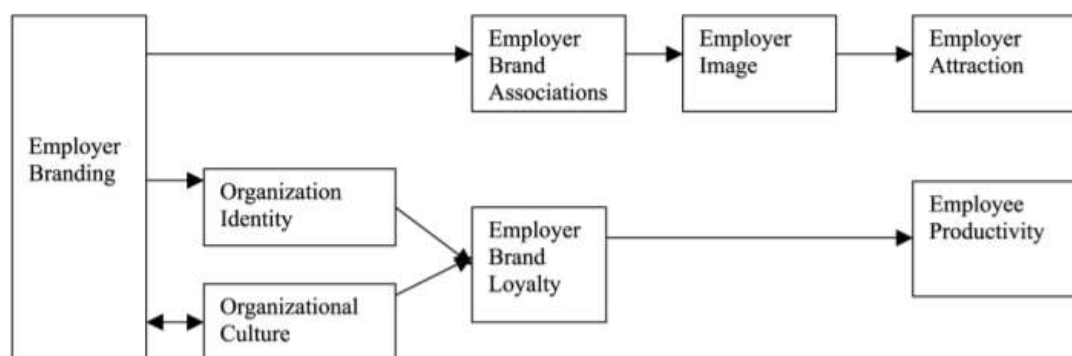 Employer
Branding
Employer
Brand
Associations
Employer
Image
Employer
Attraction
Organization
Identity
Organizational
Culture
Employer
Brand
Loyalty
Employee
Productivity